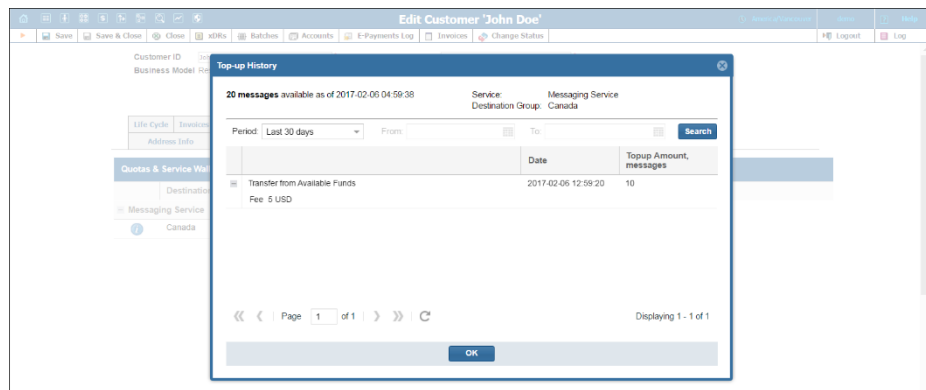 Edit Customer 'John Doe'
Help
Save Save & Close Close xDRs Batches Accounts E-Payments Log Invoices Change Status Logout Log
Customer ID
Business Model Re
Top-up History
20 messages available as of 2017-02-06 04:59:38
Service: Messaging Service
Destination Group: Canada
Life Cycle Invoices
Address Info
Period: Last 30 days From: To: Search
Quotas & Service Wal
Date Topup Amount, messages
Destination
Transfer from Available Funds 2017-02-06 12:59:20 10
Fee 5 USD
Messaging Service
Canada
Page 1 of 1 Displaying 1 - 1 of 1
OK